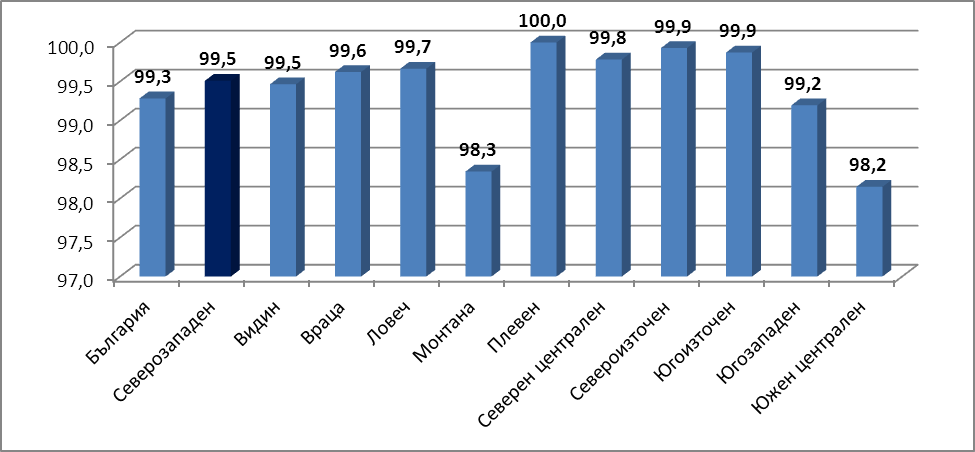 100,0
99,5
99,0
98,5
98,0
97,5
97,0
99,3
99,5
99,5
99,6
99,7
98,3
100,0
99,8
99,9
99,9
99,2
98,2
България
Северозападен
Видин
Враца
Ловеч
Монтана
Плевен
Северен централен
Североизточен
Югоизточен
Югозападен
Южен централен